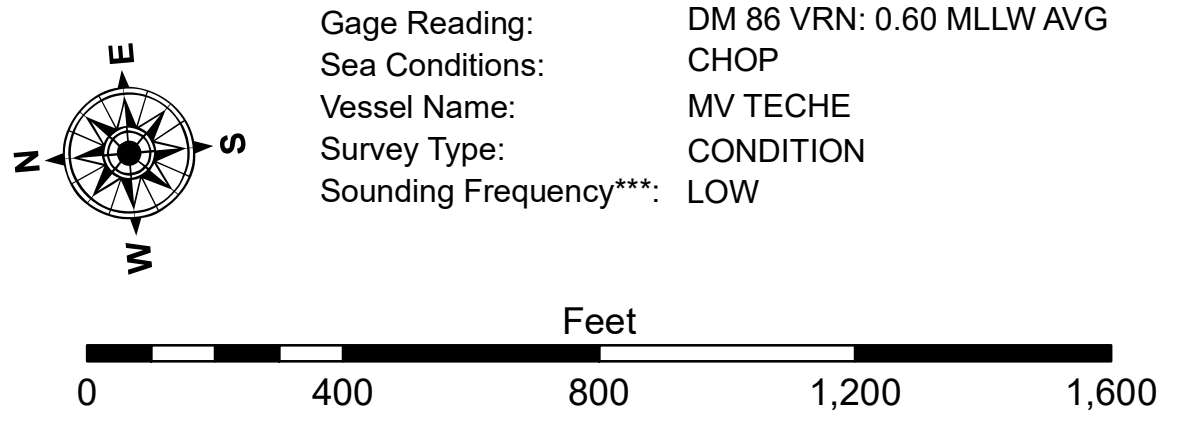 Gage Reading: DM 86 VRN: 0.60 MLLW AVG
Sea Conditions: CHOP
Vessel Name: MV TECHE
Survey Type: CONDITION
Sounding Frequency***: LOW
E
N
S
W
Feet
0 400 800 1,200 1,600